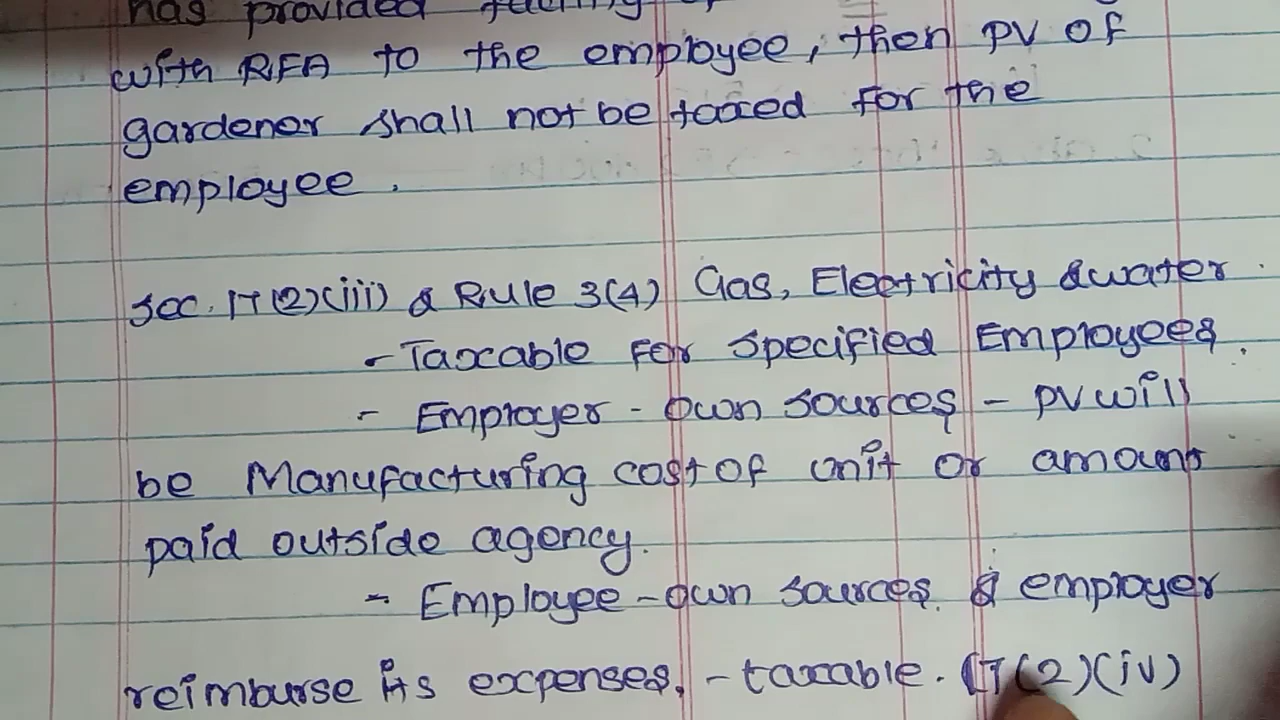 has provided
with RFA to the employee, then PV of
gardener shall not be taxed for the
employee.
Sec. 17(2)(iii) & Rule 3(4) Gas, Electricity & water.
- Taxable for Specified Employees.
- Employer - own sources - PV will
be Manufacturing cost of unit or amount
paid outside agency.
- Employee - own sources & employer
reimburse its expenses. - taxable. 17(2)(iv)